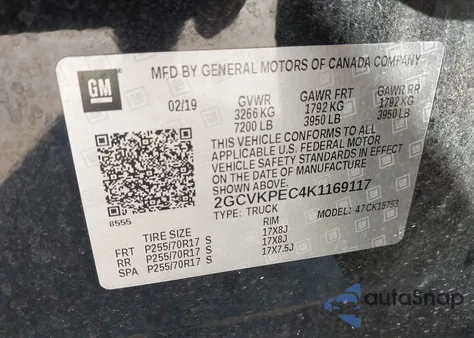 GM
MFD BY GENERAL MOTORS OF CANADA COMPANY
02/19 GVWR GAWR FRT GAWR RR
3266 KG 1792 KG 1792 KG
7200 LB 3950 LB 3950 LB
THIS VEHICLE CONFORMS TO ALL
APPLICABLE U.S. FEDERAL MOTOR
VEHICLE SAFETY AND THEFT
PREVENTION STANDARDS IN EFFECT
ON THE DATE OF MANUFACTURE
SHOWN ABOVE.
2GCVKPEC4K1169117
TYPE: TRUCK 47CK15753
8555
TIRE SIZE RIM
FRT P255/70R17 S 17X8J
RR P255/70R17 S 17X8J
SPA P255/70R17 S 17X7.5J
autoSnap